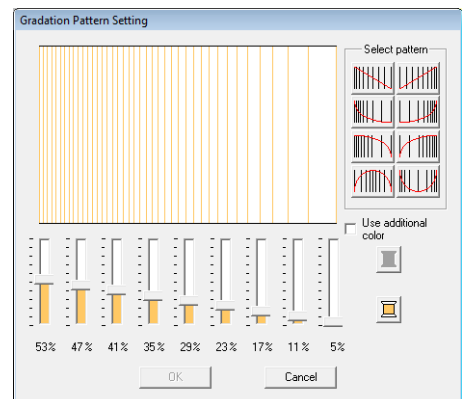 Gradation Pattern Setting
Select pattern
Use additional
color
53% 47% 41% 35% 29% 23% 17% 11% 5%
OK Cancel